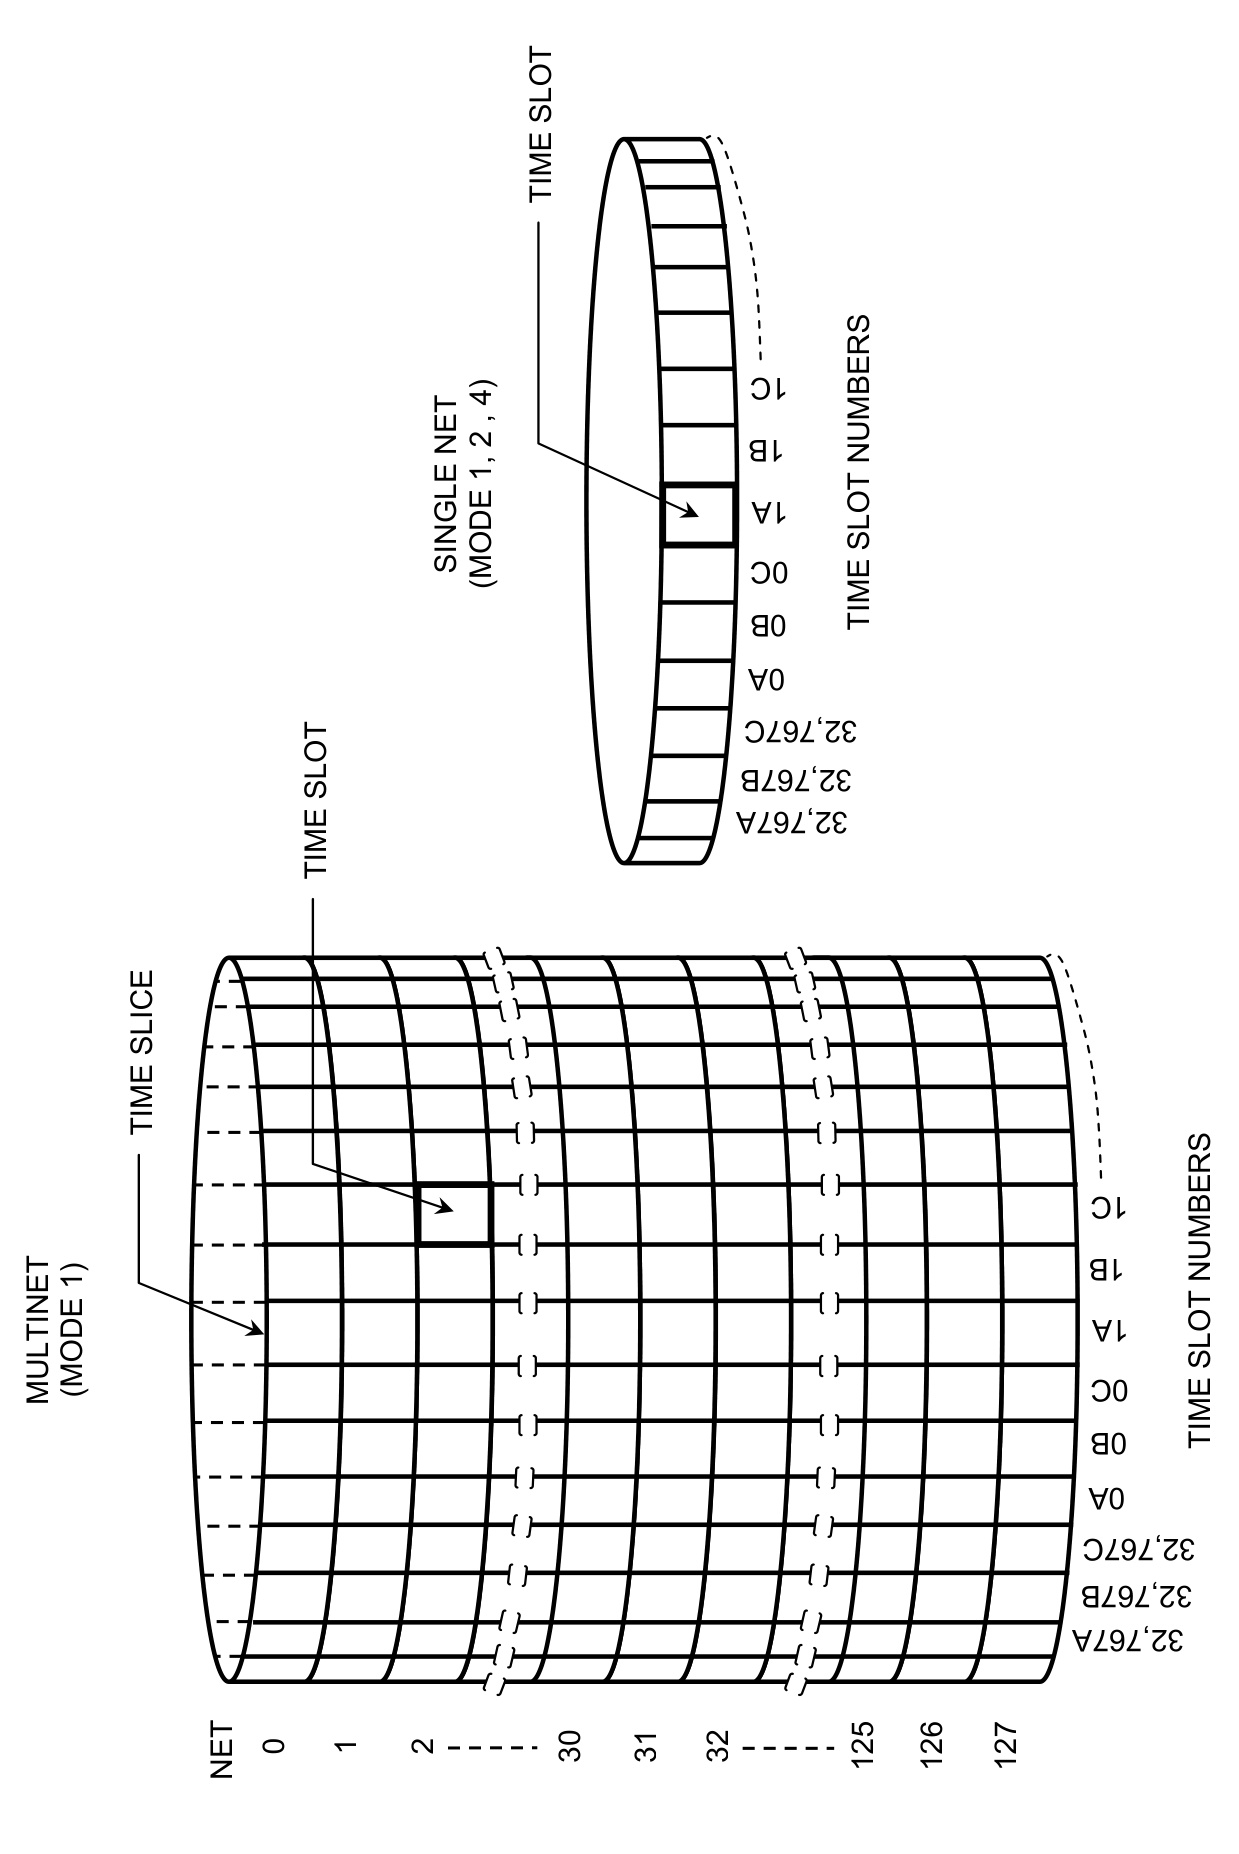 MULTINET
(MODE 1)
TIME SLICE
TIME SLOT
NET
0
1
2
30
31
32
125
126
127
32,767A
32,767B
32,767C
0A
0B
0C
1A
1B
1C
TIME SLOT NUMBERS
SINGLE NET
(MODE 1, 2 , 4)
TIME SLOT
32,767A
32,767B
32,767C
0A
0B
0C
1A
1B
1C
TIME SLOT NUMBERS